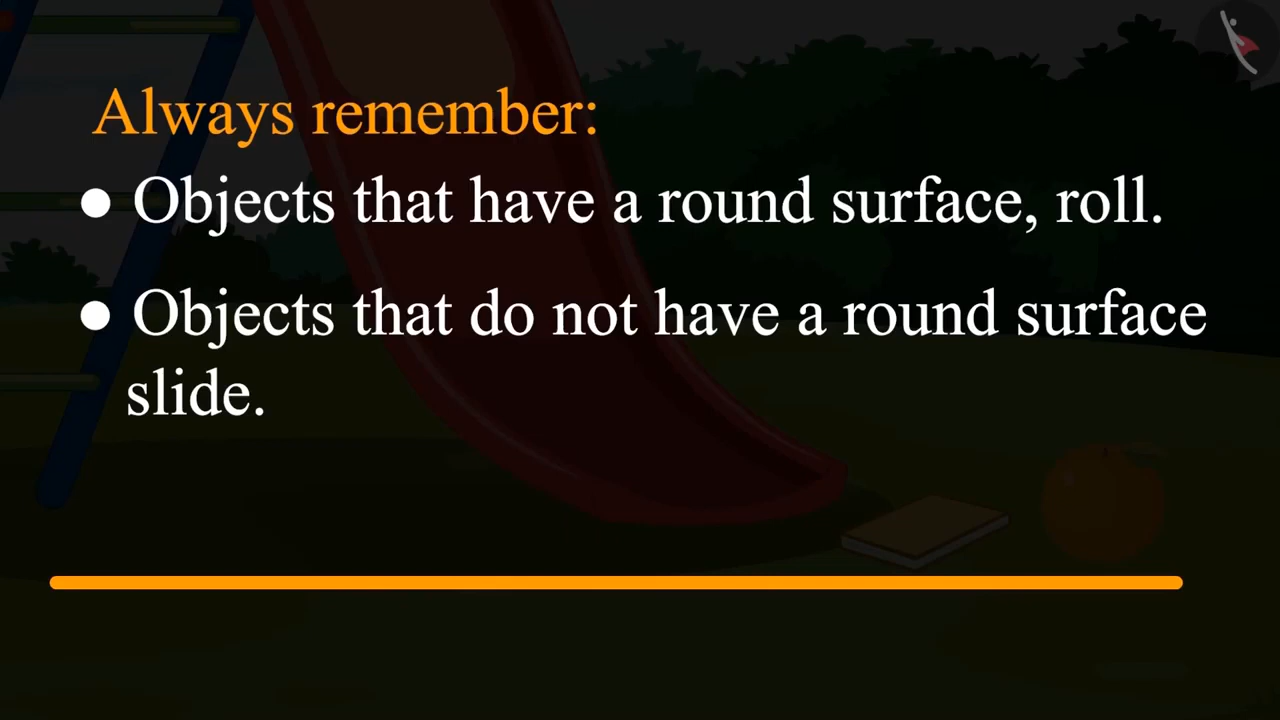 Always remember:
● Objects that have a round surface, roll.
● Objects that do not have a round surface
slide.